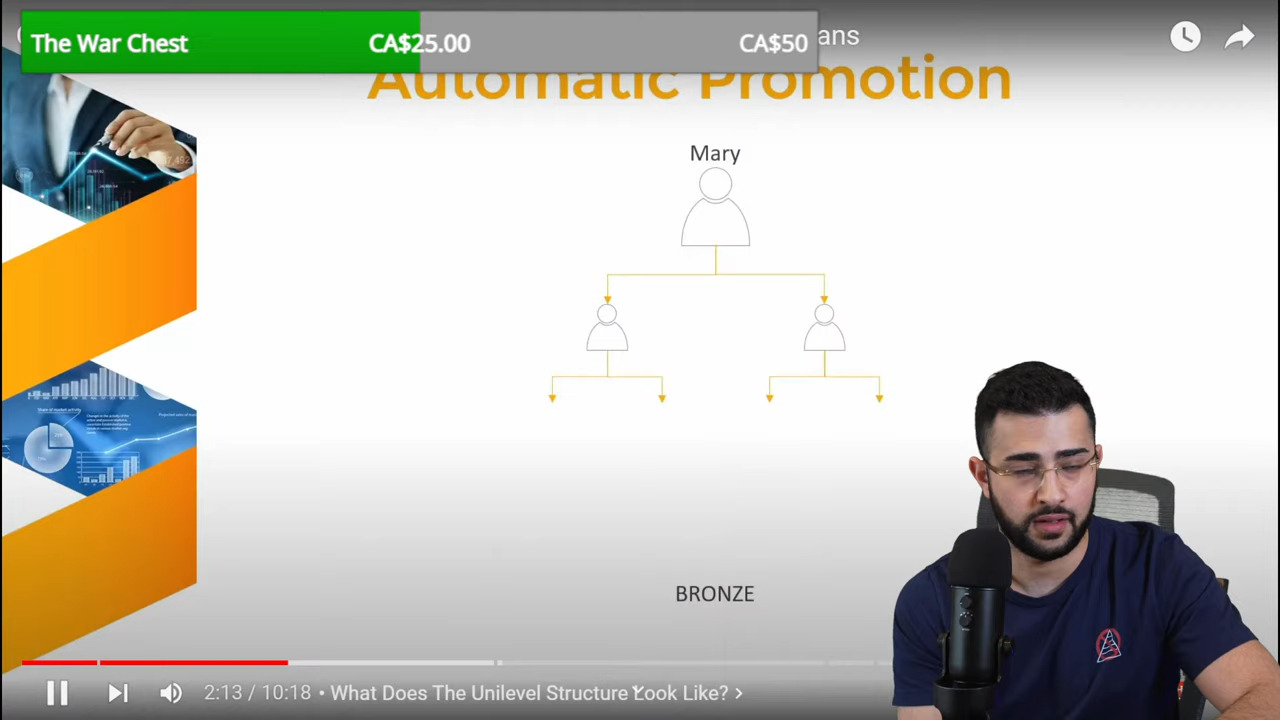 The War Chest CA$25.00 CA$50
ans
Automatic Promotion
Mary
BRONZE
2:13 / 10:18 • What Does The Unilevel Structure Look Like? >